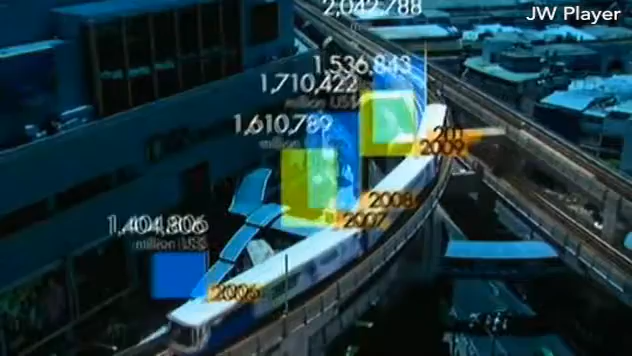 2,042,788
JW Player
1,536,843
1,710,422
million US$
1,610,789
million
201
2009
2008
2007
1,404,806
million US$
2006